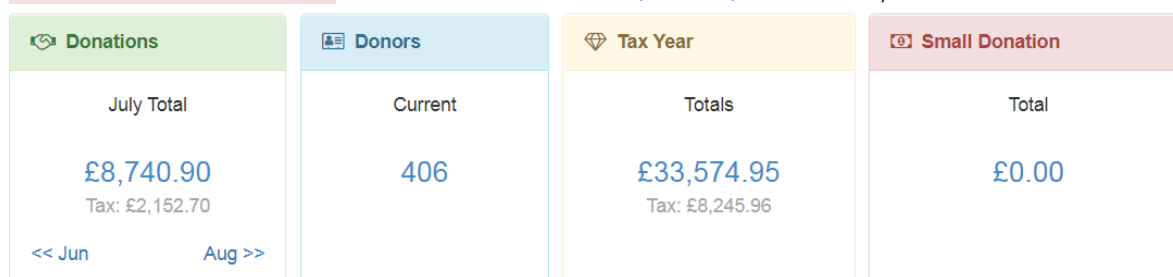 Donations
July Total
£8,740.90
Tax: £2,152.70
<< Jun Aug >>
Donors
Current
406
Tax Year
Totals
£33,574.95
Tax: £8,245.96
Small Donation
Total
£0.00